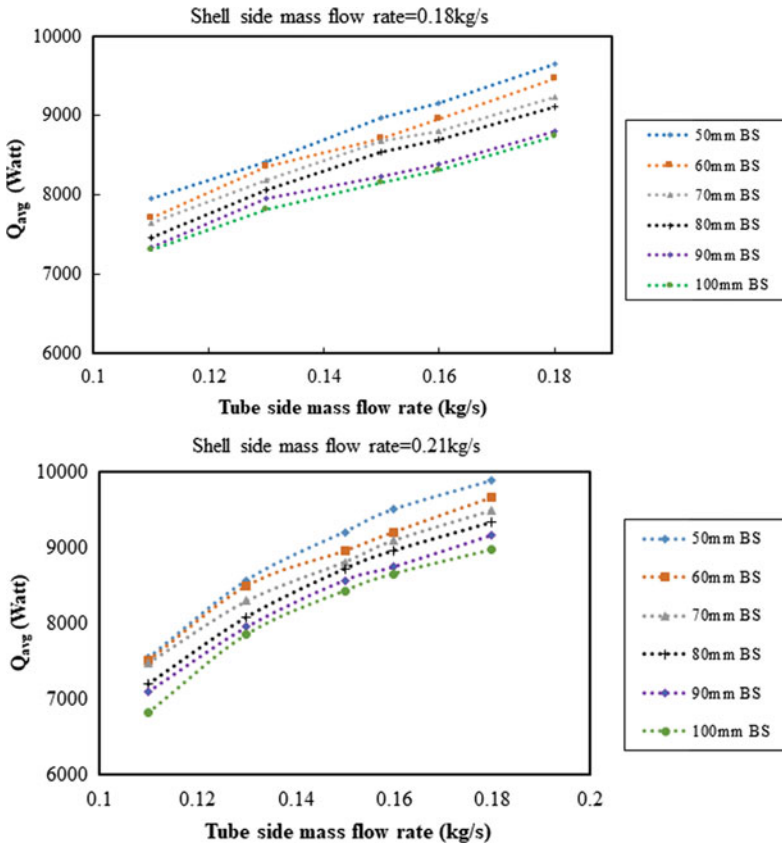 Shell side mass flow rate=0.18kg/s
10000
9000
8000
7000
6000
Qavg (Watt)
0.1 0.12 0.14 0.16 0.18
Tube side mass flow rate (kg/s)
50mm BS
60mm BS
70mm BS
80mm BS
90mm BS
100mm BS
Shell side mass flow rate=0.21kg/s
10000
9000
8000
7000
6000
Qavg (Watt)
0.1 0.12 0.14 0.16 0.18 0.2
Tube side mass flow rate (kg/s)
50mm BS
60mm BS
70mm BS
80mm BS
90mm BS
100mm BS